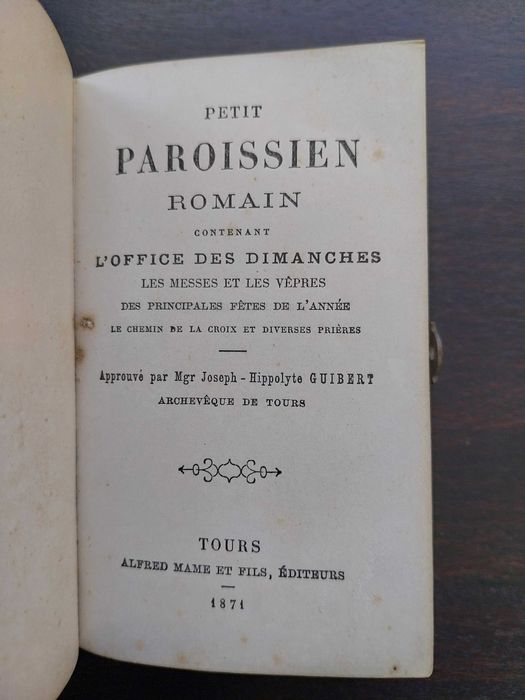 PETIT
PAROISSIEN
ROMAIN
CONTENANT
L'OFFICE DES DIMANCHES
LES MESSES ET LES VÊPRES
DES PRINCIPALES FÊTES DE L'ANNÉE
LE CHEMIN DE LA CROIX ET DIVERSES PRIÈRES
Approuvé par Mgr Joseph-Hippolyte GUIBERT
ARCHEVÊQUE DE TOURS
TOURS
ALFRED MAME ET FILS, ÉDITEURS
1871